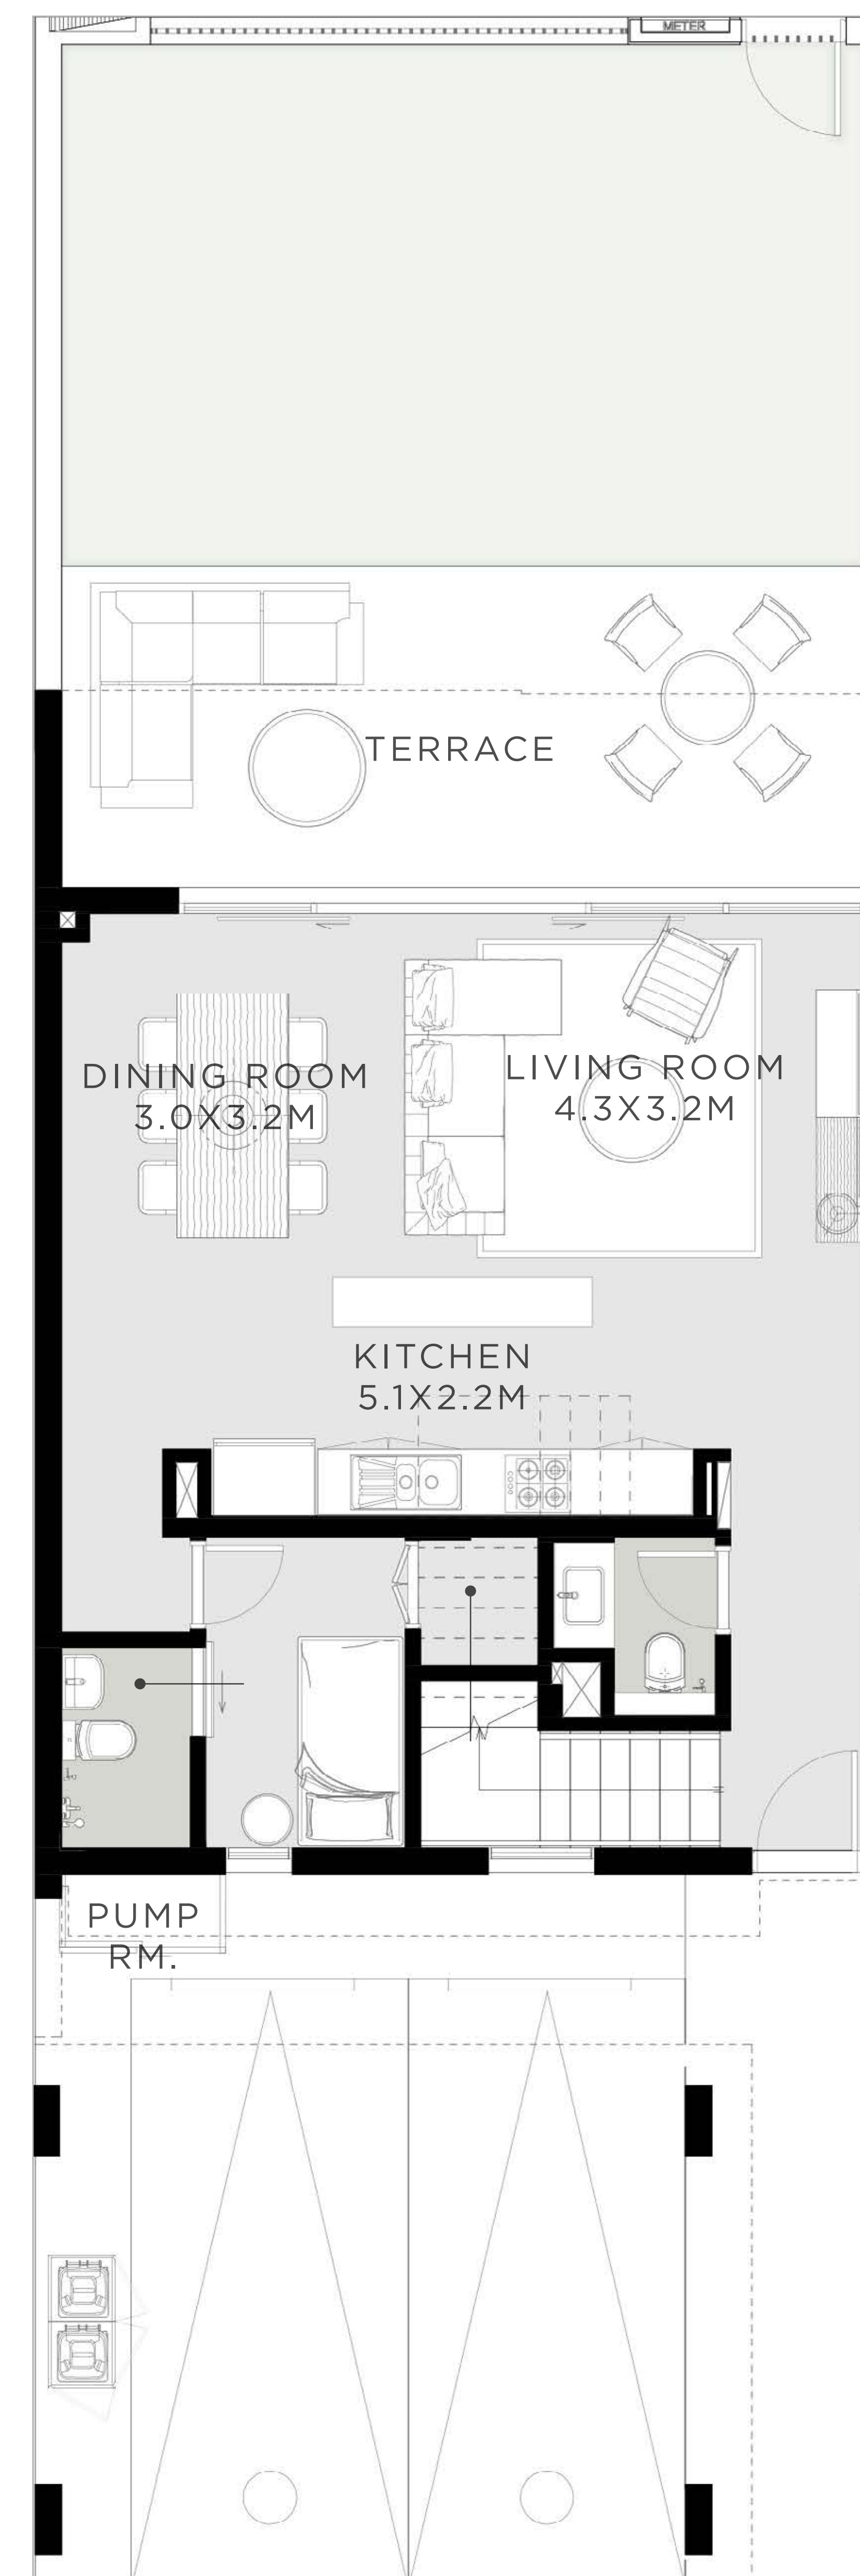 METER
TERRACE
DINING ROOM
3.0X3.2M
LIVING ROOM
4.3X3.2M
KITCHEN
5.1X2.2M
PUMP
RM.